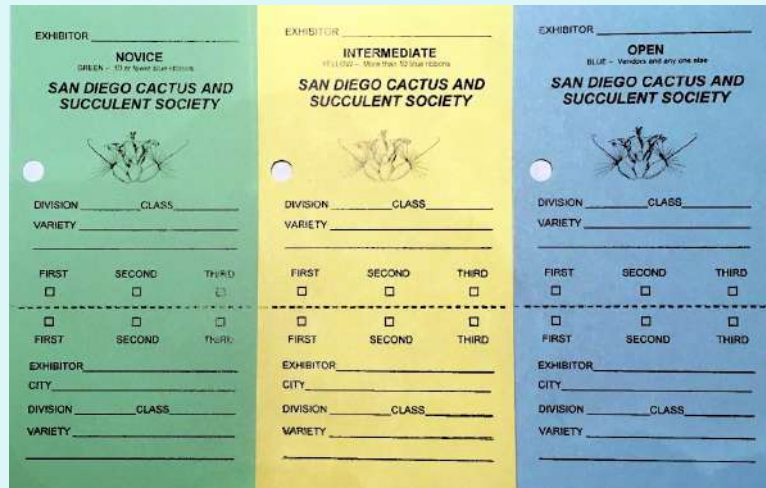 EXHIBITOR
NOVICE
GREEN - 10 or fewer blue ribbons
SAN DIEGO CACTUS AND
SUCCULENT SOCIETY
DIVISION CLASS
VARIETY
FIRST SECOND THIRD
FIRST SECOND THIRD
EXHIBITOR
CITY
DIVISION CLASS
VARIETY
EXHIBITOR
INTERMEDIATE
YELLOW - More than 10 blue ribbons
SAN DIEGO CACTUS AND
SUCCULENT SOCIETY
DIVISION CLASS
VARIETY
FIRST SECOND THIRD
FIRST SECOND THIRD
EXHIBITOR
CITY
DIVISION CLASS
VARIETY
EXHIBITOR
OPEN
BLUE - Vendors and any one else
SAN DIEGO CACTUS AND
SUCCULENT SOCIETY
DIVISION CLASS
VARIETY
FIRST SECOND THIRD
FIRST SECOND THIRD
EXHIBITOR
CITY
DIVISION CLASS
VARIETY